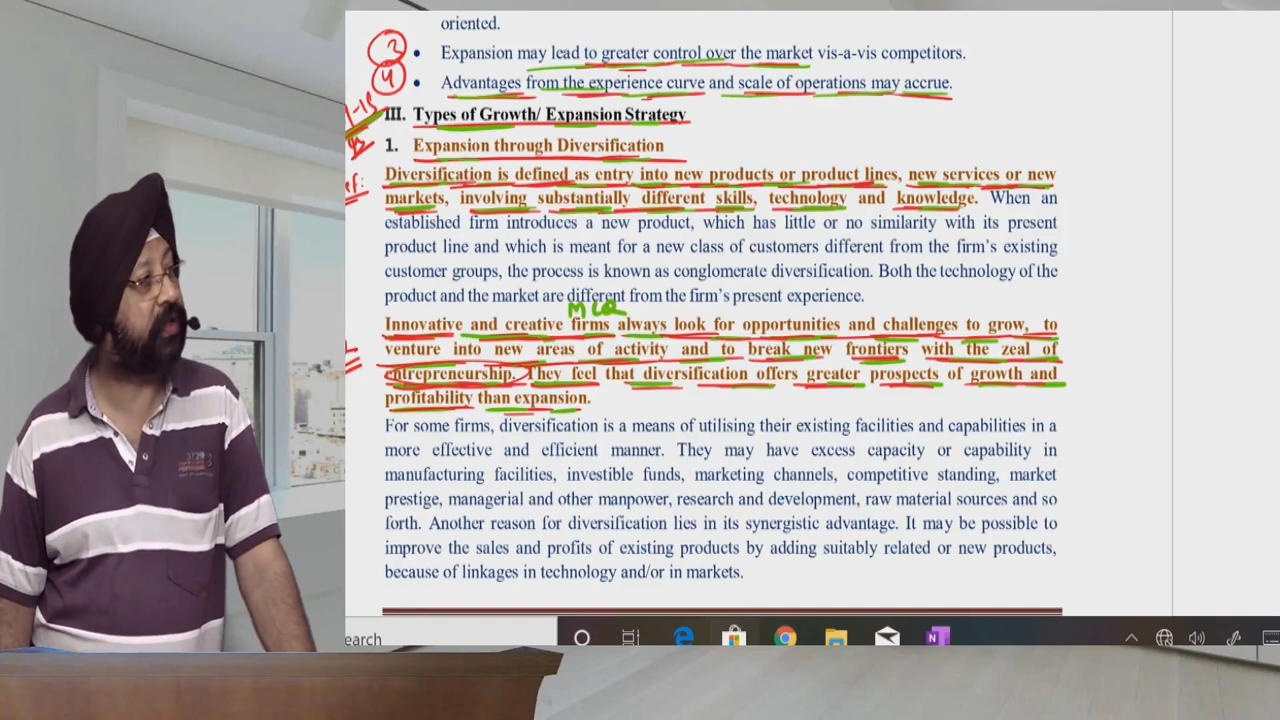 oriented.
3 • Expansion may lead to greater control over the market vis-a-vis competitors.
4 • Advantages from the experience curve and scale of operations may accrue.
III. Types of Growth/ Expansion Strategy
1. Expansion through Diversification
Diversification is defined as entry into new products or product lines, new services or new
markets, involving substantially different skills, technology and knowledge. When an
established firm introduces a new product, which has little or no similarity with its present
product line and which is meant for a new class of customers different from the firm's existing
customer groups, the process is known as conglomerate diversification. Both the technology of the
product and the market are different from the firm's present experience.
MCQ
Innovative and creative firms always look for opportunities and challenges to grow, to
venture into new areas of activity and to break new frontiers with the zeal of
entrepreneurship. They feel that diversification offers greater prospects of growth and
profitability than expansion.
For some firms, diversification is a means of utilising their existing facilities and capabilities in a
more effective and efficient manner. They may have excess capacity or capability in
manufacturing facilities, investible funds, marketing channels, competitive standing, market
prestige, managerial and other manpower, research and development, raw material sources and so
forth. Another reason for diversification lies in its synergistic advantage. It may be possible to
improve the sales and profits of existing products by adding suitably related or new products,
because of linkages in technology and/or in markets.
earch